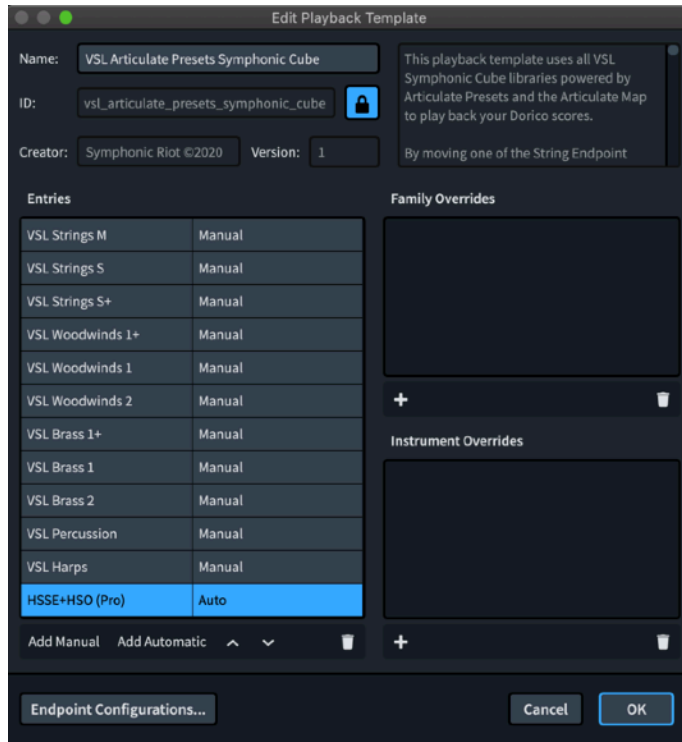 Edit Playback Template
Name: VSL Articulate Presets Symphonic Cube
ID: vsl_articulate_presets_symphonic_cube
Creator: Symphonic Riot ©2020 Version: 1
This playback template uses all VSL
Symphonic Cube libraries powered by
Articulate Presets and the Articulate Map
to play back your Dorico scores.
By moving one of the String Endpoint
Entries
VSL Strings M Manual
VSL Strings S Manual
VSL Strings S+ Manual
VSL Woodwinds 1+ Manual
VSL Woodwinds 1 Manual
VSL Woodwinds 2 Manual
VSL Brass 1+ Manual
VSL Brass 1 Manual
VSL Brass 2 Manual
VSL Percussion Manual
VSL Harps Manual
HSSE+HSO (Pro) Auto
Add Manual Add Automatic
Family Overrides
+
Instrument Overrides
+
Endpoint Configurations... Cancel OK